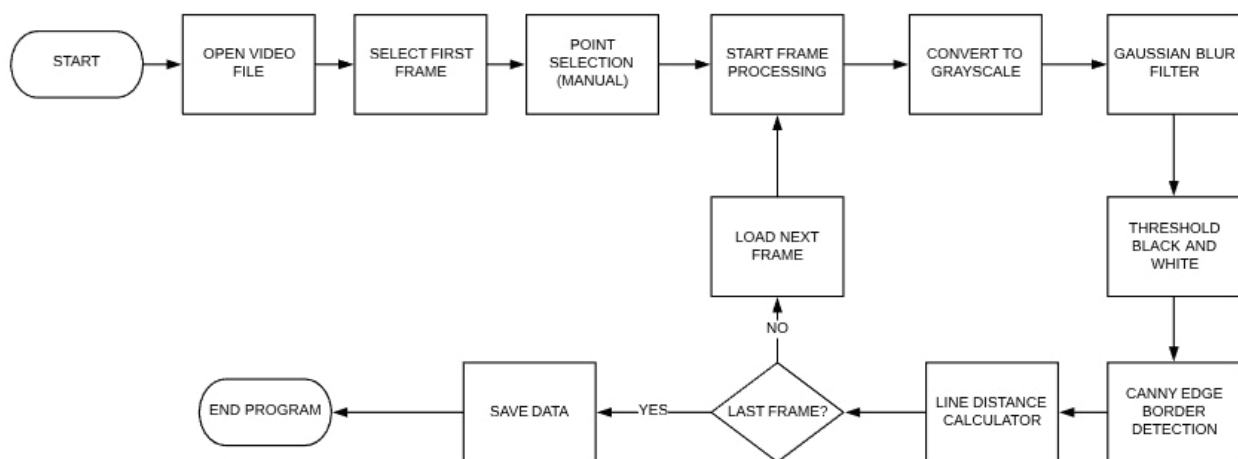 START
OPEN VIDEO
FILE
SELECT FIRST
FRAME
POINT
SELECTION
(MANUAL)
START FRAME
PROCESSING
CONVERT TO
GRAYSCALE
GAUSSIAN BLUR
FILTER
THRESHOLD
BLACK AND
WHITE
CANNY EDGE
BORDER
DETECTION
LINE DISTANCE
CALCULATOR
LAST FRAME?
NO
LOAD NEXT
FRAME
YES
SAVE DATA
END PROGRAM